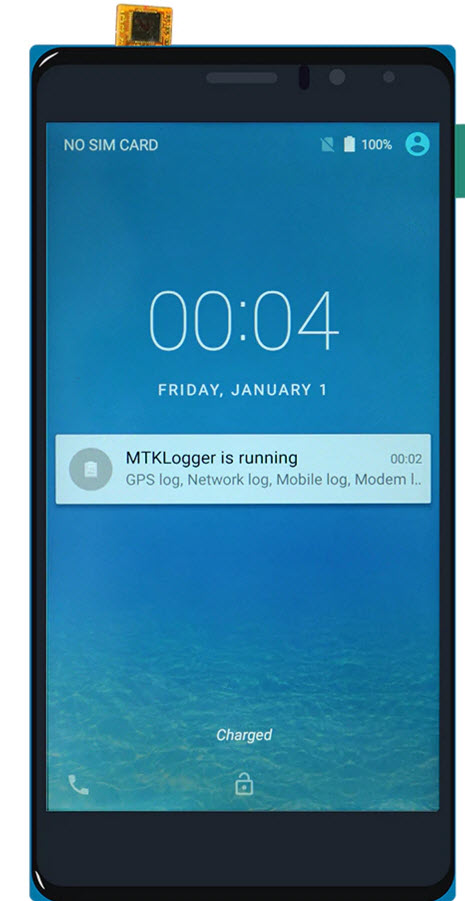 NO SIM CARD 100%
00:04
FRIDAY, JANUARY 1
MTKLogger is running 00:02
GPS log, Network log, Mobile log, Modem l..
Charged